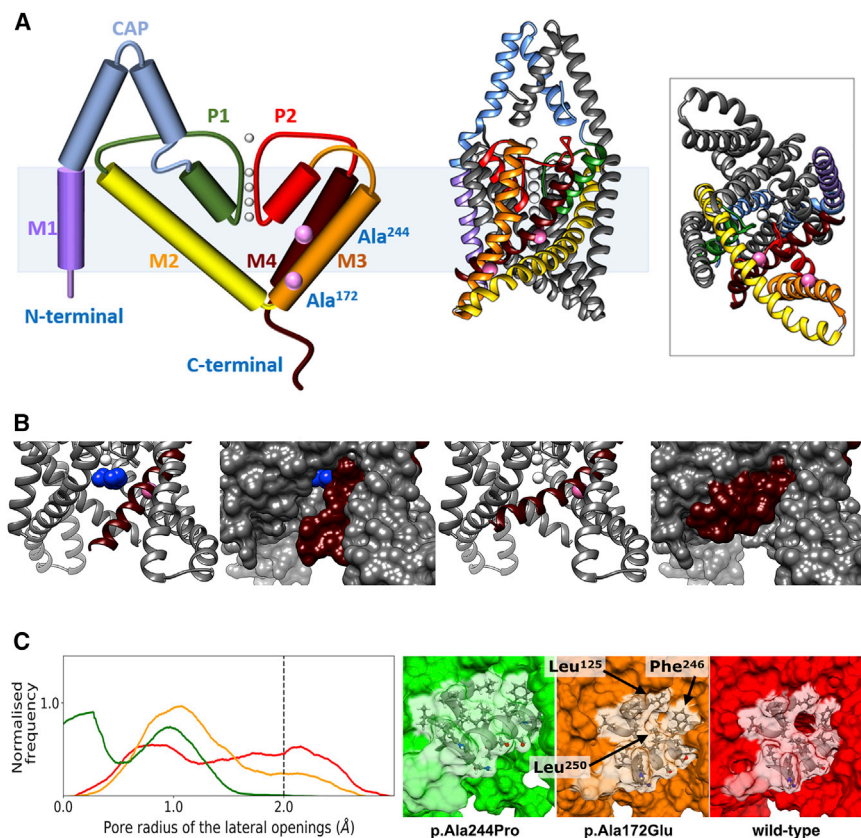 A
CAP
P1
P2
M1
M2
M4
M3
Ala²⁴⁴
Ala¹⁷²
N-terminal
C-terminal
B
C
Normalised
frequency
1.0
0.0
1.0
2.0
Pore radius of the lateral openings (Å)
Leu¹²⁵
Phe²⁴⁶
Leu²⁵⁰
p.Ala244Pro
p.Ala172Glu
wild-type